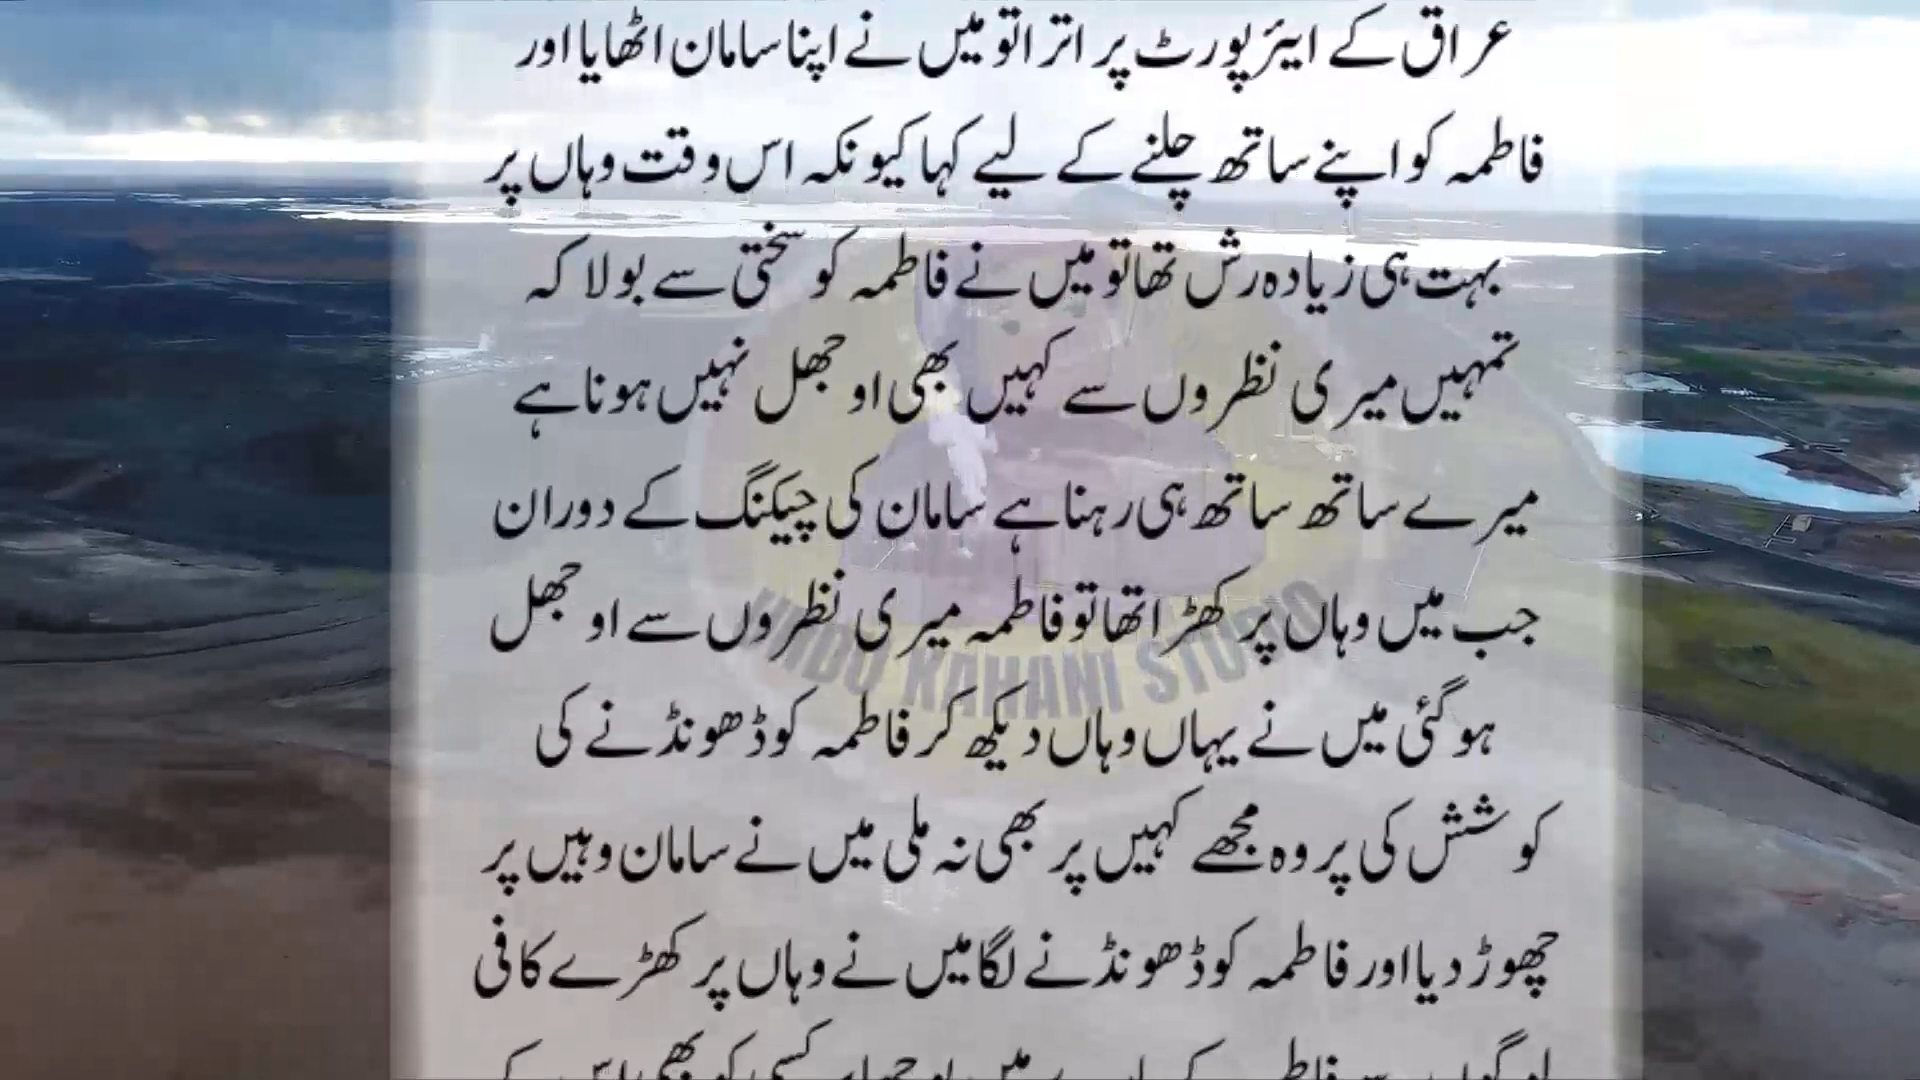 عراق کے ایئرپورٹ پر اترا تو میں نے اپنا سامان اٹھایا اور
فاطمہ کو اپنے ساتھ چلنے کے لیے کہا کیونکہ اس وقت وہاں پر
بہت ہی زیادہ رش تھا تو میں نے فاطمہ کو سختی سے بولا کہ
تمہیں میری نظروں سے کہیں بھی اوجھل نہیں ہونا ہے
میرے ساتھ ساتھ ہی رہنا ہے سامان کی چیکنگ کے دوران
جب میں وہاں پر کھڑا تھا تو فاطمہ میری نظروں سے اوجھل
ہو گئی میں نے یہاں وہاں دیکھ کر فاطمہ کو ڈھونڈنے کی
کوشش کی پر وہ مجھے کہیں پر بھی نہ ملی میں نے سامان وہیں پر
چھوڑ دیا اور فاطمہ کو ڈھونڈنے لگا میں نے وہاں پر کھڑے کافی
KAHANI STUDIO